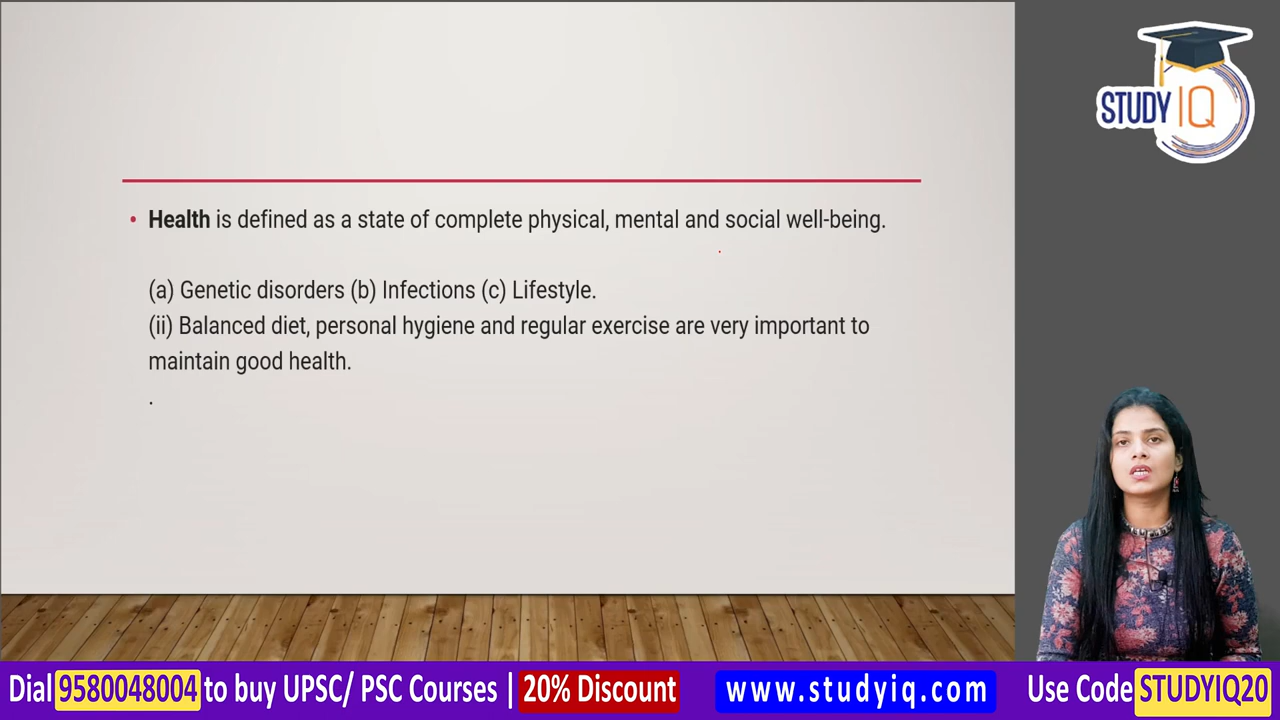 STUDY IQ
• Health is defined as a state of complete physical, mental and social well-being.
(a) Genetic disorders (b) Infections (c) Lifestyle.
(ii) Balanced diet, personal hygiene and regular exercise are very important to
maintain good health.
.
Dial 9580048004 to buy UPSC/ PSC Courses | 20% Discount www.studyiq.com Use Code STUDYIQ20